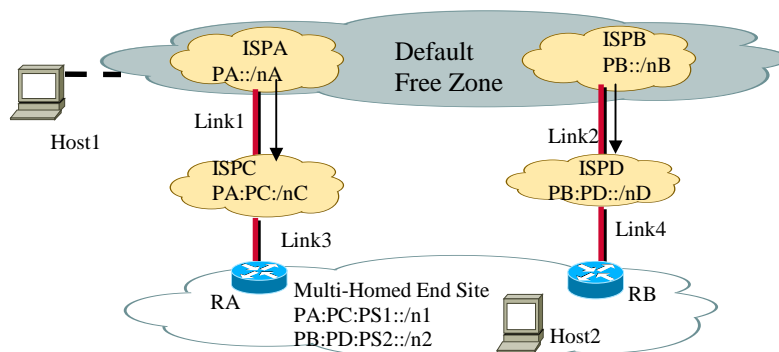 ISPA
PA::/nA
Default
Free Zone
ISPB
PB::/nB
Host1
Link1
Link2
ISPC
PA:PC:/nC
ISPD
PB:PD::/nD
Link3
Link4
RA
Multi-Homed End Site
PA:PC:PS1::/n1
PB:PD:PS2::/n2
RB
Host2